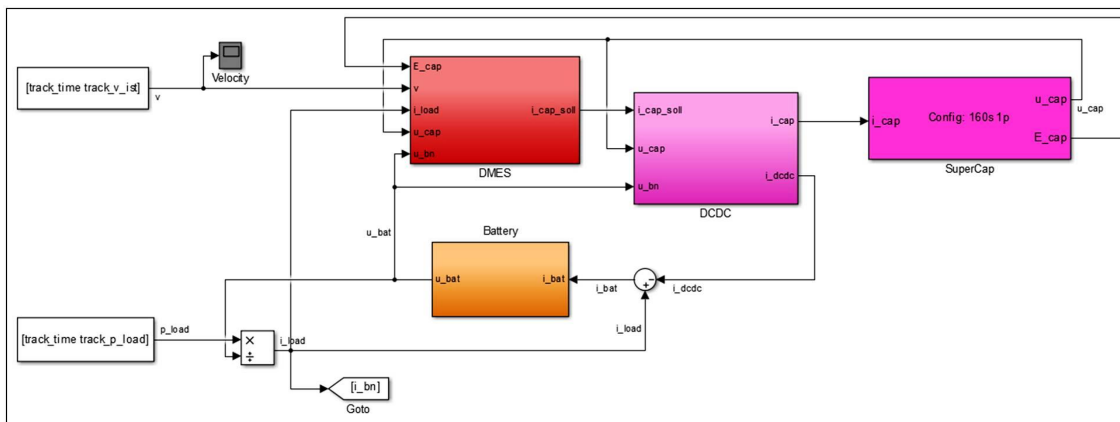 [track_time track_v_ist]
v
Velocity
E_cap
v
i_load
u_cap
u_bn
i_cap_soll
DMES
i_cap_soll
u_cap
u_bn
i_cap
i_dcdc
DCDC
i_cap
Config: 160s 1p
u_cap
E_cap
SuperCap
u_cap
u_bat
Battery
u_bat
i_bat
i_bat
i_dcdc
i_load
[track_time track_p_load]
p_load
×
÷
i_load
[i_bn]
Goto